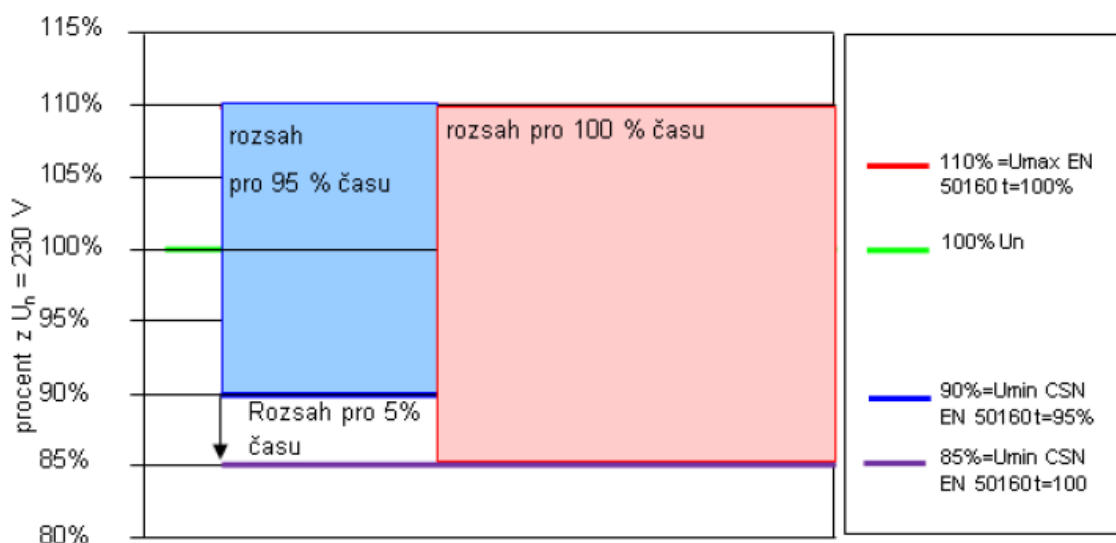 115%
110%
105%
100%
95%
90%
85%
80%
procent z Un = 230 V
rozsah
pro 95 % času
rozsah pro 100 % času
Rozsah pro 5%
času
110% =Umax EN
50160 t=100%
100% Un
90%=Umin CSN
EN 50160t=95%
85%=Umin CSN
EN 50160t=100